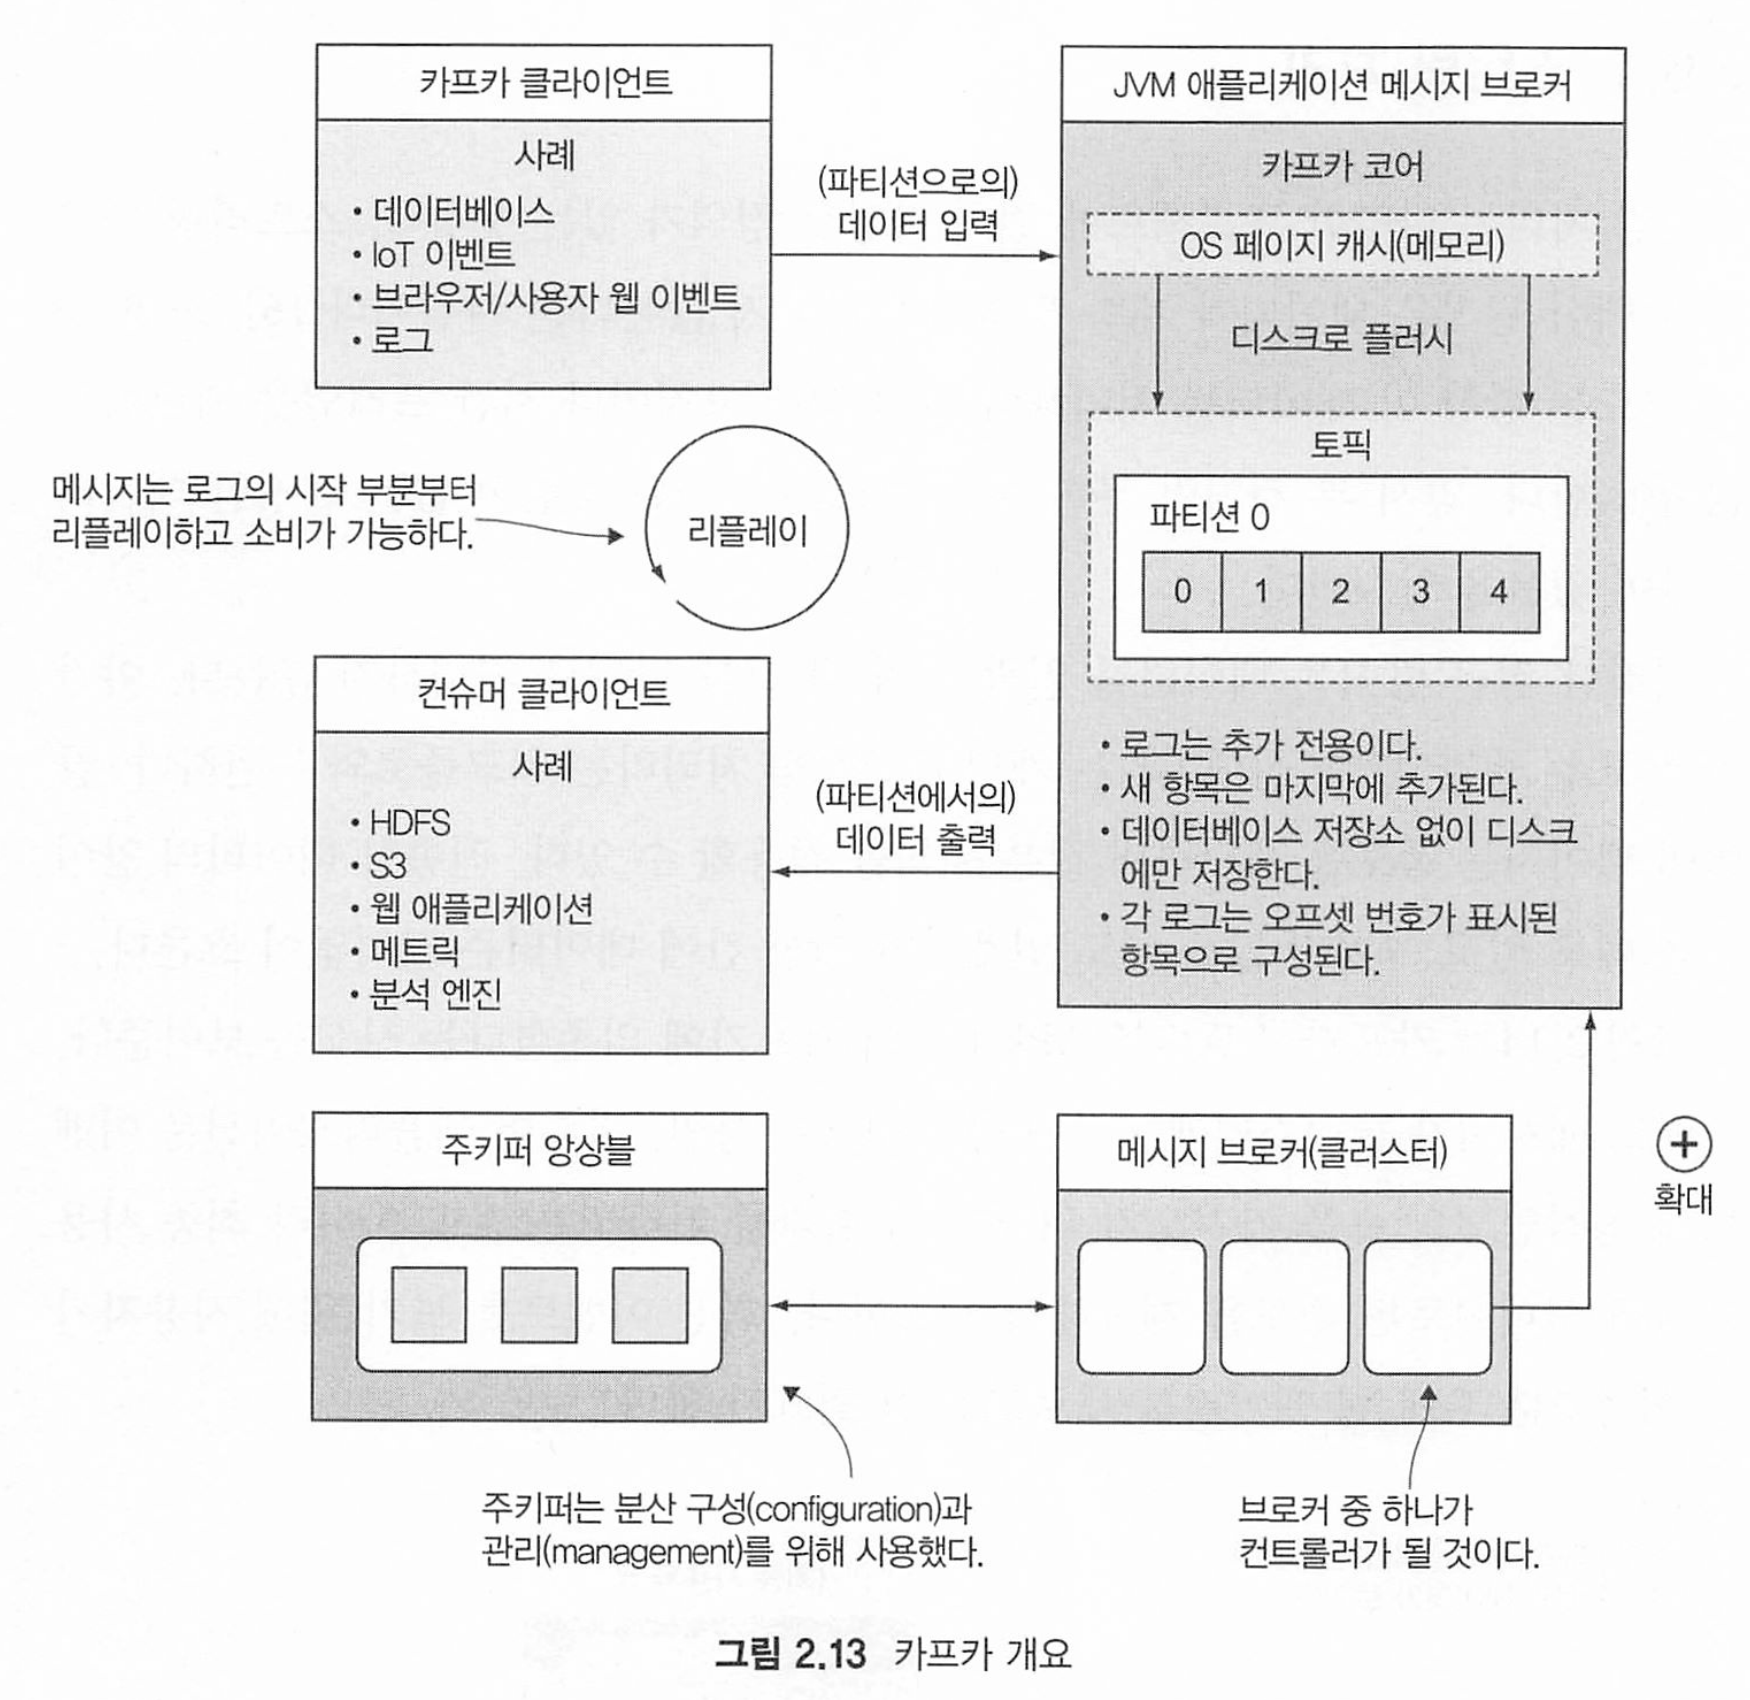 카프카 클라이언트
사례
• 데이터베이스
• IoT 이벤트
• 브라우저/사용자 웹 이벤트
• 로그
(파티션으로의)
데이터 입력
JVM 애플리케이션 메시지 브로커
카프카 코어
OS 페이지 캐시(메모리)
디스크로 플러시
토픽
파티션 0
0 1 2 3 4
• 로그는 추가 전용이다.
• 새 항목은 마지막에 추가된다.
• 데이터베이스 저장소 없이 디스크
에만 저장한다.
• 각 로그는 오프셋 번호가 표시된
항목으로 구성된다.
메시지는 로그의 시작 부분부터
리플레이하고 소비가 가능하다.
리플레이
컨슈머 클라이언트
사례
• HDFS
• S3
• 웹 애플리케이션
• 메트릭
• 분석 엔진
(파티션에서의)
데이터 출력
주키퍼 앙상블
메시지 브로커(클러스터)
+
확대
주키퍼는 분산 구성(configuration)과
관리(management)를 위해 사용했다.
브로커 중 하나가
컨트롤러가 될 것이다.
그림 2.13 카프카 개요